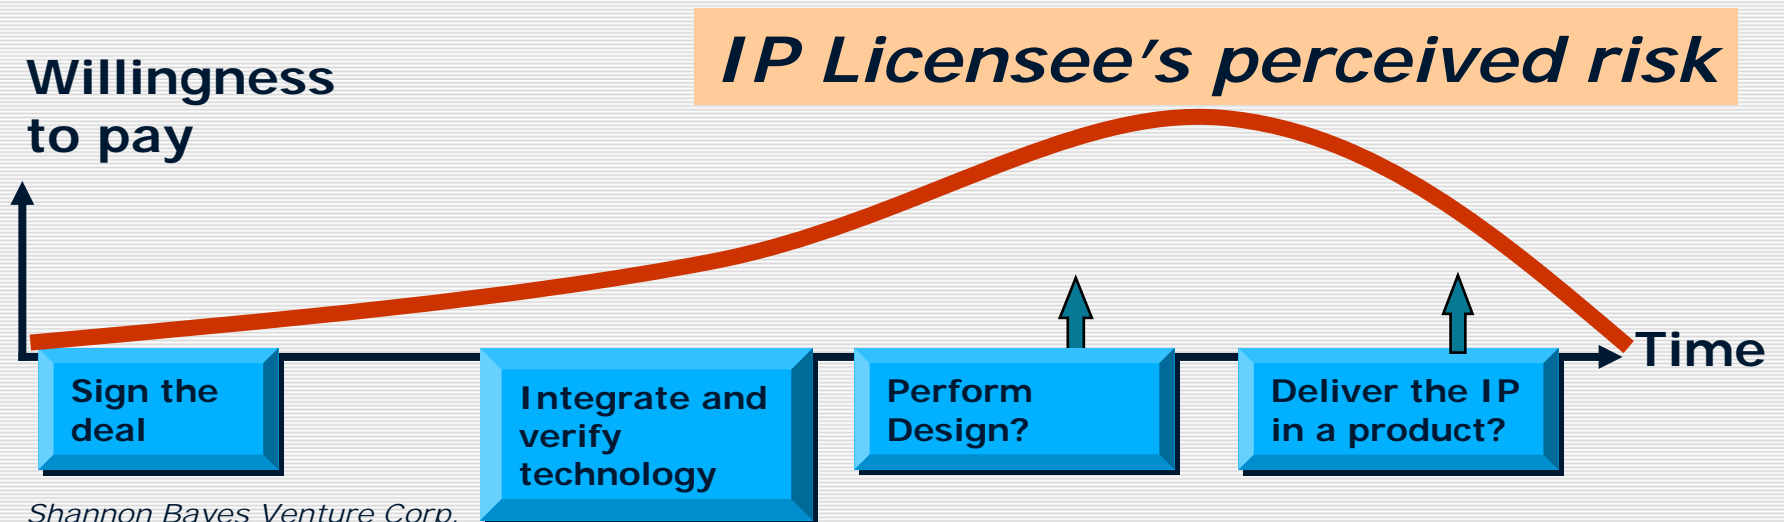 IP Licensee's perceived risk
Willingness
to pay
Time
Sign the
deal
Integrate and
verify
technology
Perform
Design?
Deliver the IP
in a product?
Shannon Bayes Venture Corp.